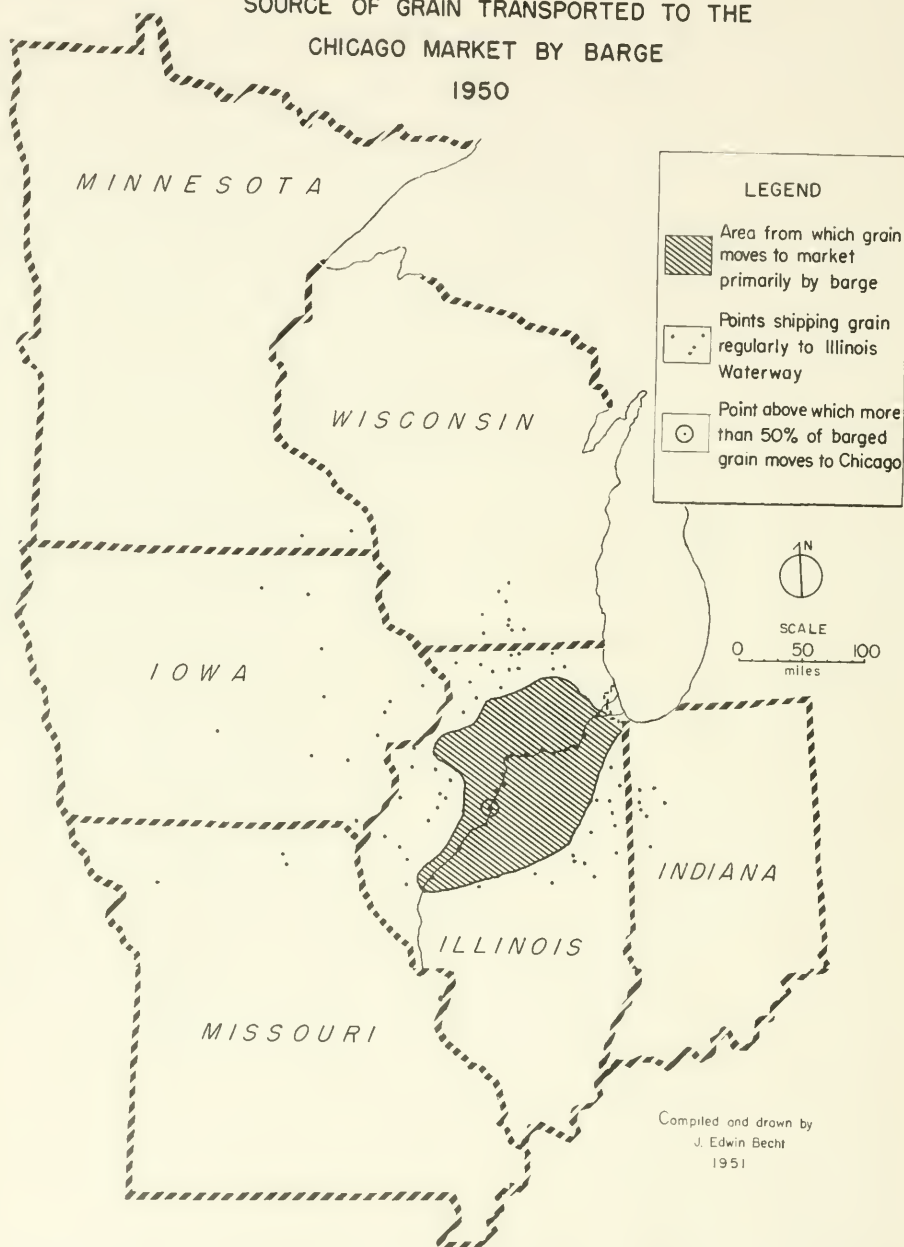 SOURCE OF GRAIN TRANSPORTED TO THE
CHICAGO MARKET BY BARGE
1950
MINNESOTA
WISCONSIN
IOWA
MISSOURI
ILLINOIS
INDIANA
LEGEND
Area from which grain
moves to market
primarily by barge
Points shipping grain
regularly to Illinois
Waterway
Point above which more
than 50% of barged
grain moves to Chicago
N
SCALE
0 50 100
miles
Compiled and drawn by
J. Edwin Becht
1951